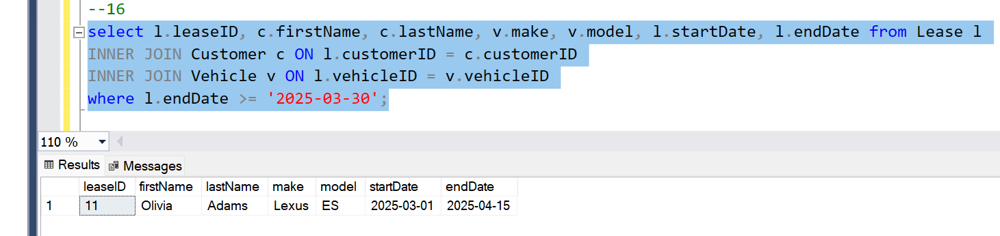 --16
select l.leaseID, c.firstName, c.lastName, v.make, v.model, l.startDate, l.endDate from Lease l
INNER JOIN Customer c ON l.customerID = c.customerID
INNER JOIN Vehicle v ON l.vehicleID = v.vehicleID
where l.endDate >= '2025-03-30';
110 %
Results Messages
leaseID firstName lastName make model startDate endDate
1 11 Olivia Adams Lexus ES 2025-03-01 2025-04-15